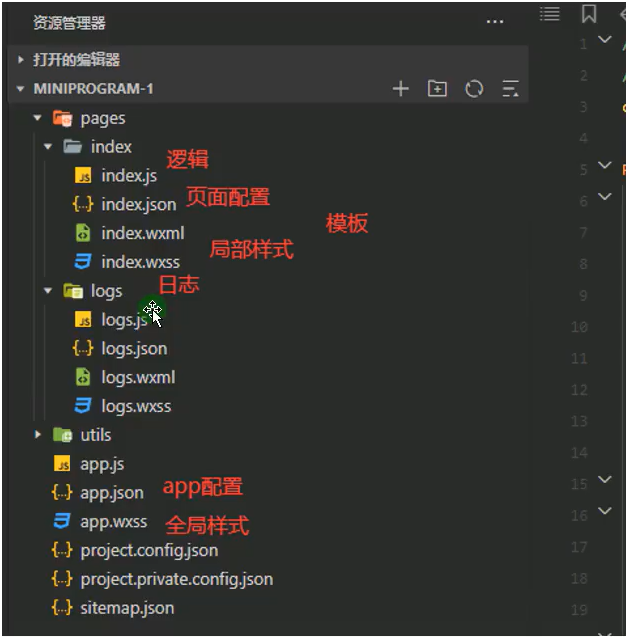 资源管理器
打开的编辑器
MINIPROGRAM-1
pages
index
逻辑
index.js
index.json 页面配置
index.wxml 模板
局部样式
index.wxss
logs 日志
logs.js
logs.json
logs.wxml
logs.wxss
utils
app.js
app.json app配置
app.wxss 全局样式
project.config.json
project.private.config.json
sitemap.json
1
2
3
4
5
6
7
8
9
10
11
12
13
14
15
16
17
18
19